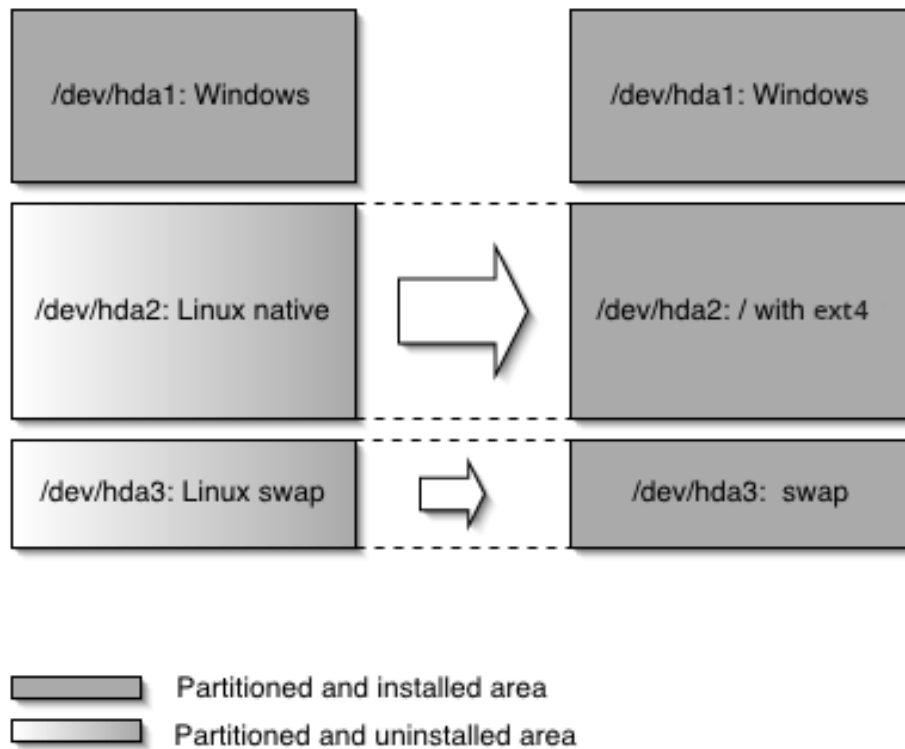 /dev/hda1: Windows
/dev/hda1: Windows
/dev/hda2: Linux native
/dev/hda2: / with ext4
/dev/hda3: Linux swap
/dev/hda3: swap
Partitioned and installed area
Partitioned and uninstalled area